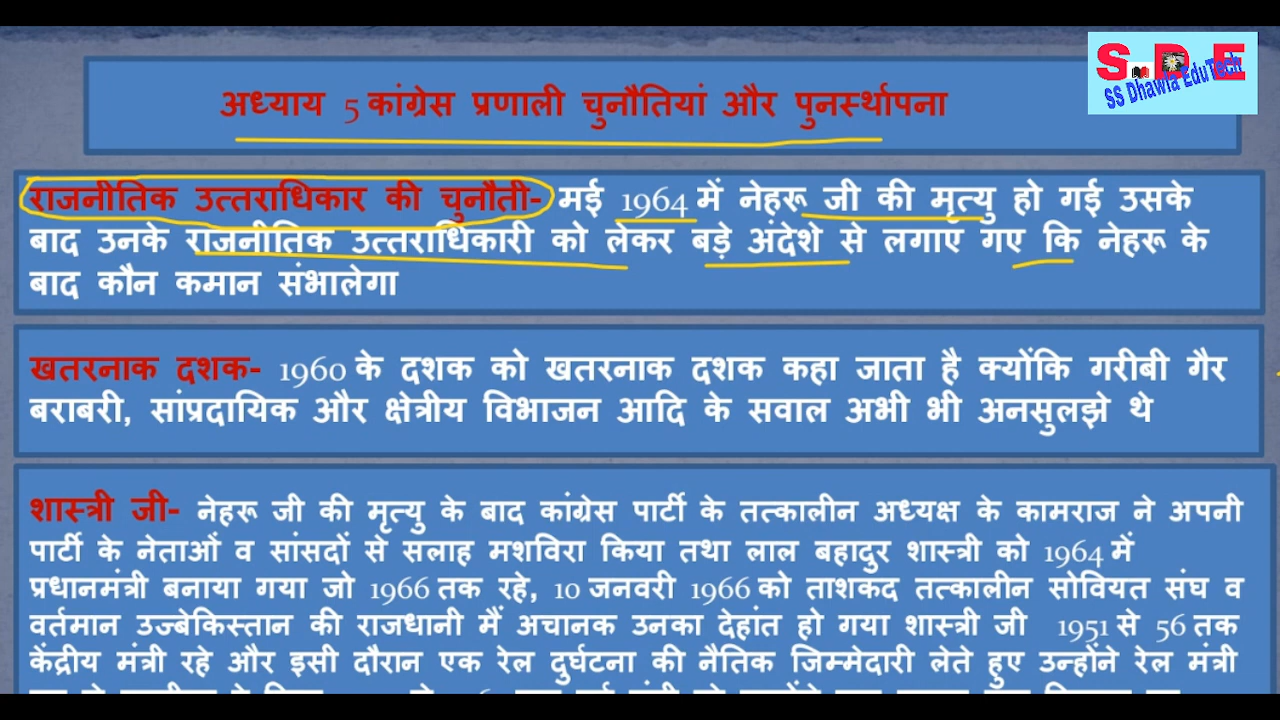 S.D.E
SS Dhawla EduTech
अध्याय 5 कांग्रेस प्रणाली चुनौतियां और पुनर्स्थापना
राजनीतिक उत्तराधिकार की चुनौती- मई 1964 में नेहरू जी की मृत्यु हो गई उसके
बाद उनके राजनीतिक उत्तराधिकारी को लेकर बड़े अंदेशे से लगाए गए कि नेहरू के
बाद कौन कमान संभालेगा
खतरनाक दशक- 1960 के दशक को खतरनाक दशक कहा जाता है क्योंकि गरीबी गैर
बराबरी, सांप्रदायिक और क्षेत्रीय विभाजन आदि के सवाल अभी भी अनसुलझे थे
शास्त्री जी- नेहरू जी की मृत्यु के बाद कांग्रेस पार्टी के तत्कालीन अध्यक्ष के कामराज ने अपनी
पार्टी के नेताओं व सांसदों से सलाह मशविरा किया तथा लाल बहादुर शास्त्री को 1964 में
प्रधानमंत्री बनाया गया जो 1966 तक रहे, 10 जनवरी 1966 को ताशकंद तत्कालीन सोवियत संघ व
वर्तमान उज्बेकिस्तान की राजधानी मैं अचानक उनका देहांत हो गया शास्त्री जी 1951 से 56 तक
केंद्रीय मंत्री रहे और इसी दौरान एक रेल दुर्घटना की नैतिक जिम्मेदारी लेते हुए उन्होंने रेल मंत्री